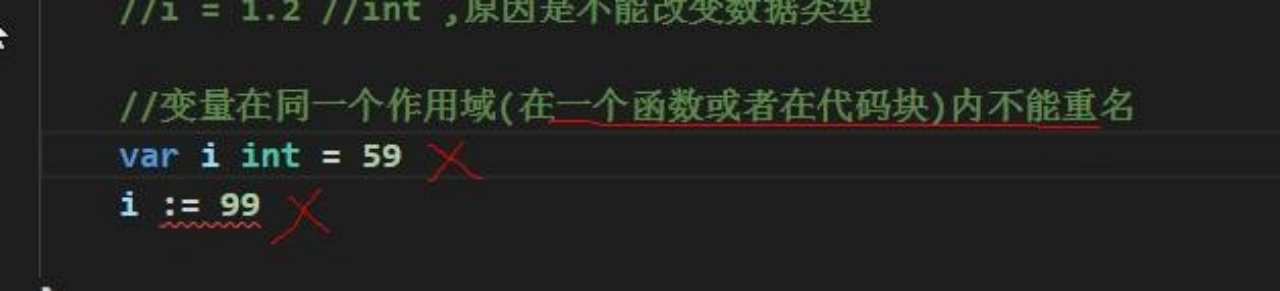 //i = 1.2 //int ,原因是不能改变数据类型
//变量在同一个作用域(在一个函数或者在代码块)内不能重名
var i int = 59
i := 99